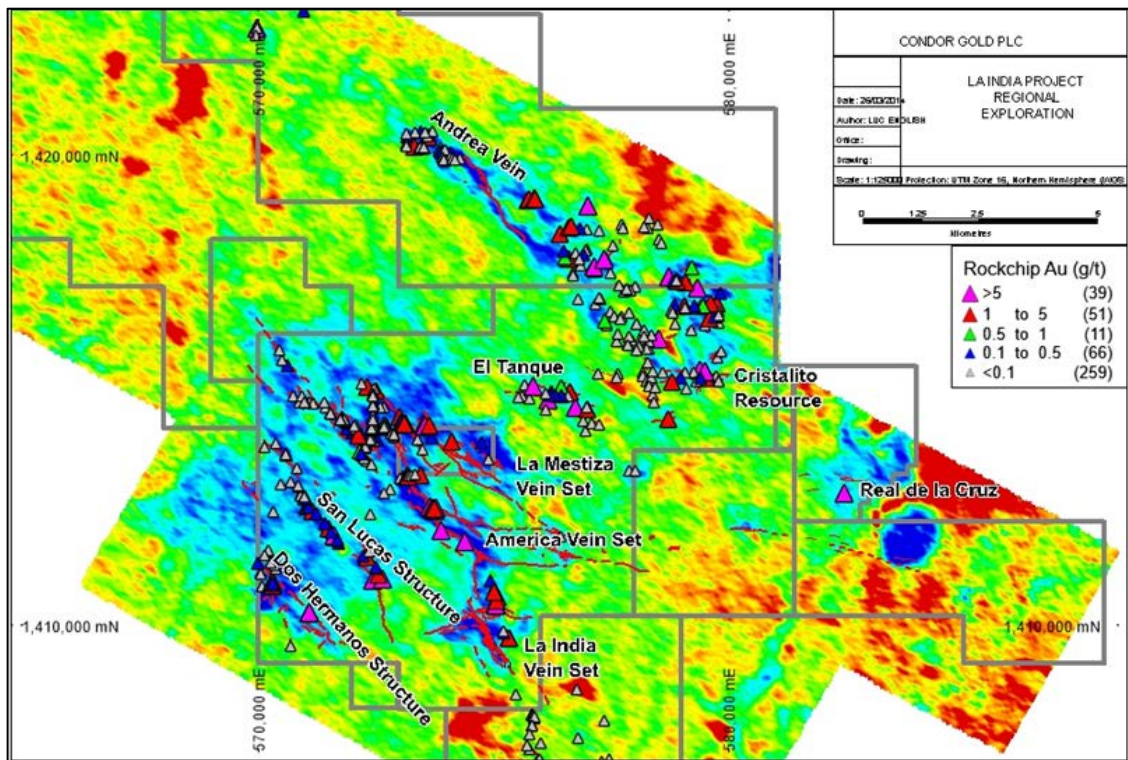 CONDOR GOLD PLC
LA INDIA PROJECT
REGIONAL
EXPLORATION
Author: LUC ENGLISH
Office:
Drawing:
Scale: Projection: UTM Zone 16, Northern Hemisphere
0 1.25 2.5 5
kilometres
Rockchip Au (g/t)
>5 (39)
1 to 5 (51)
0.5 to 1 (11)
0.1 to 0.5 (66)
<0.1 (259)
570,000 mE
580,000 mE
1,420,000 mN
Andrea Vein
El Tanque
Cristalito
Resource
La Mestiza
Vein Set
Real de la Cruz
San Lucas Structure
America Vein Set
Dos Hermanos Structure
1,410,000 mN
1,410,000 mN
La India
Vein Set
570,000 mE
580,000 mE